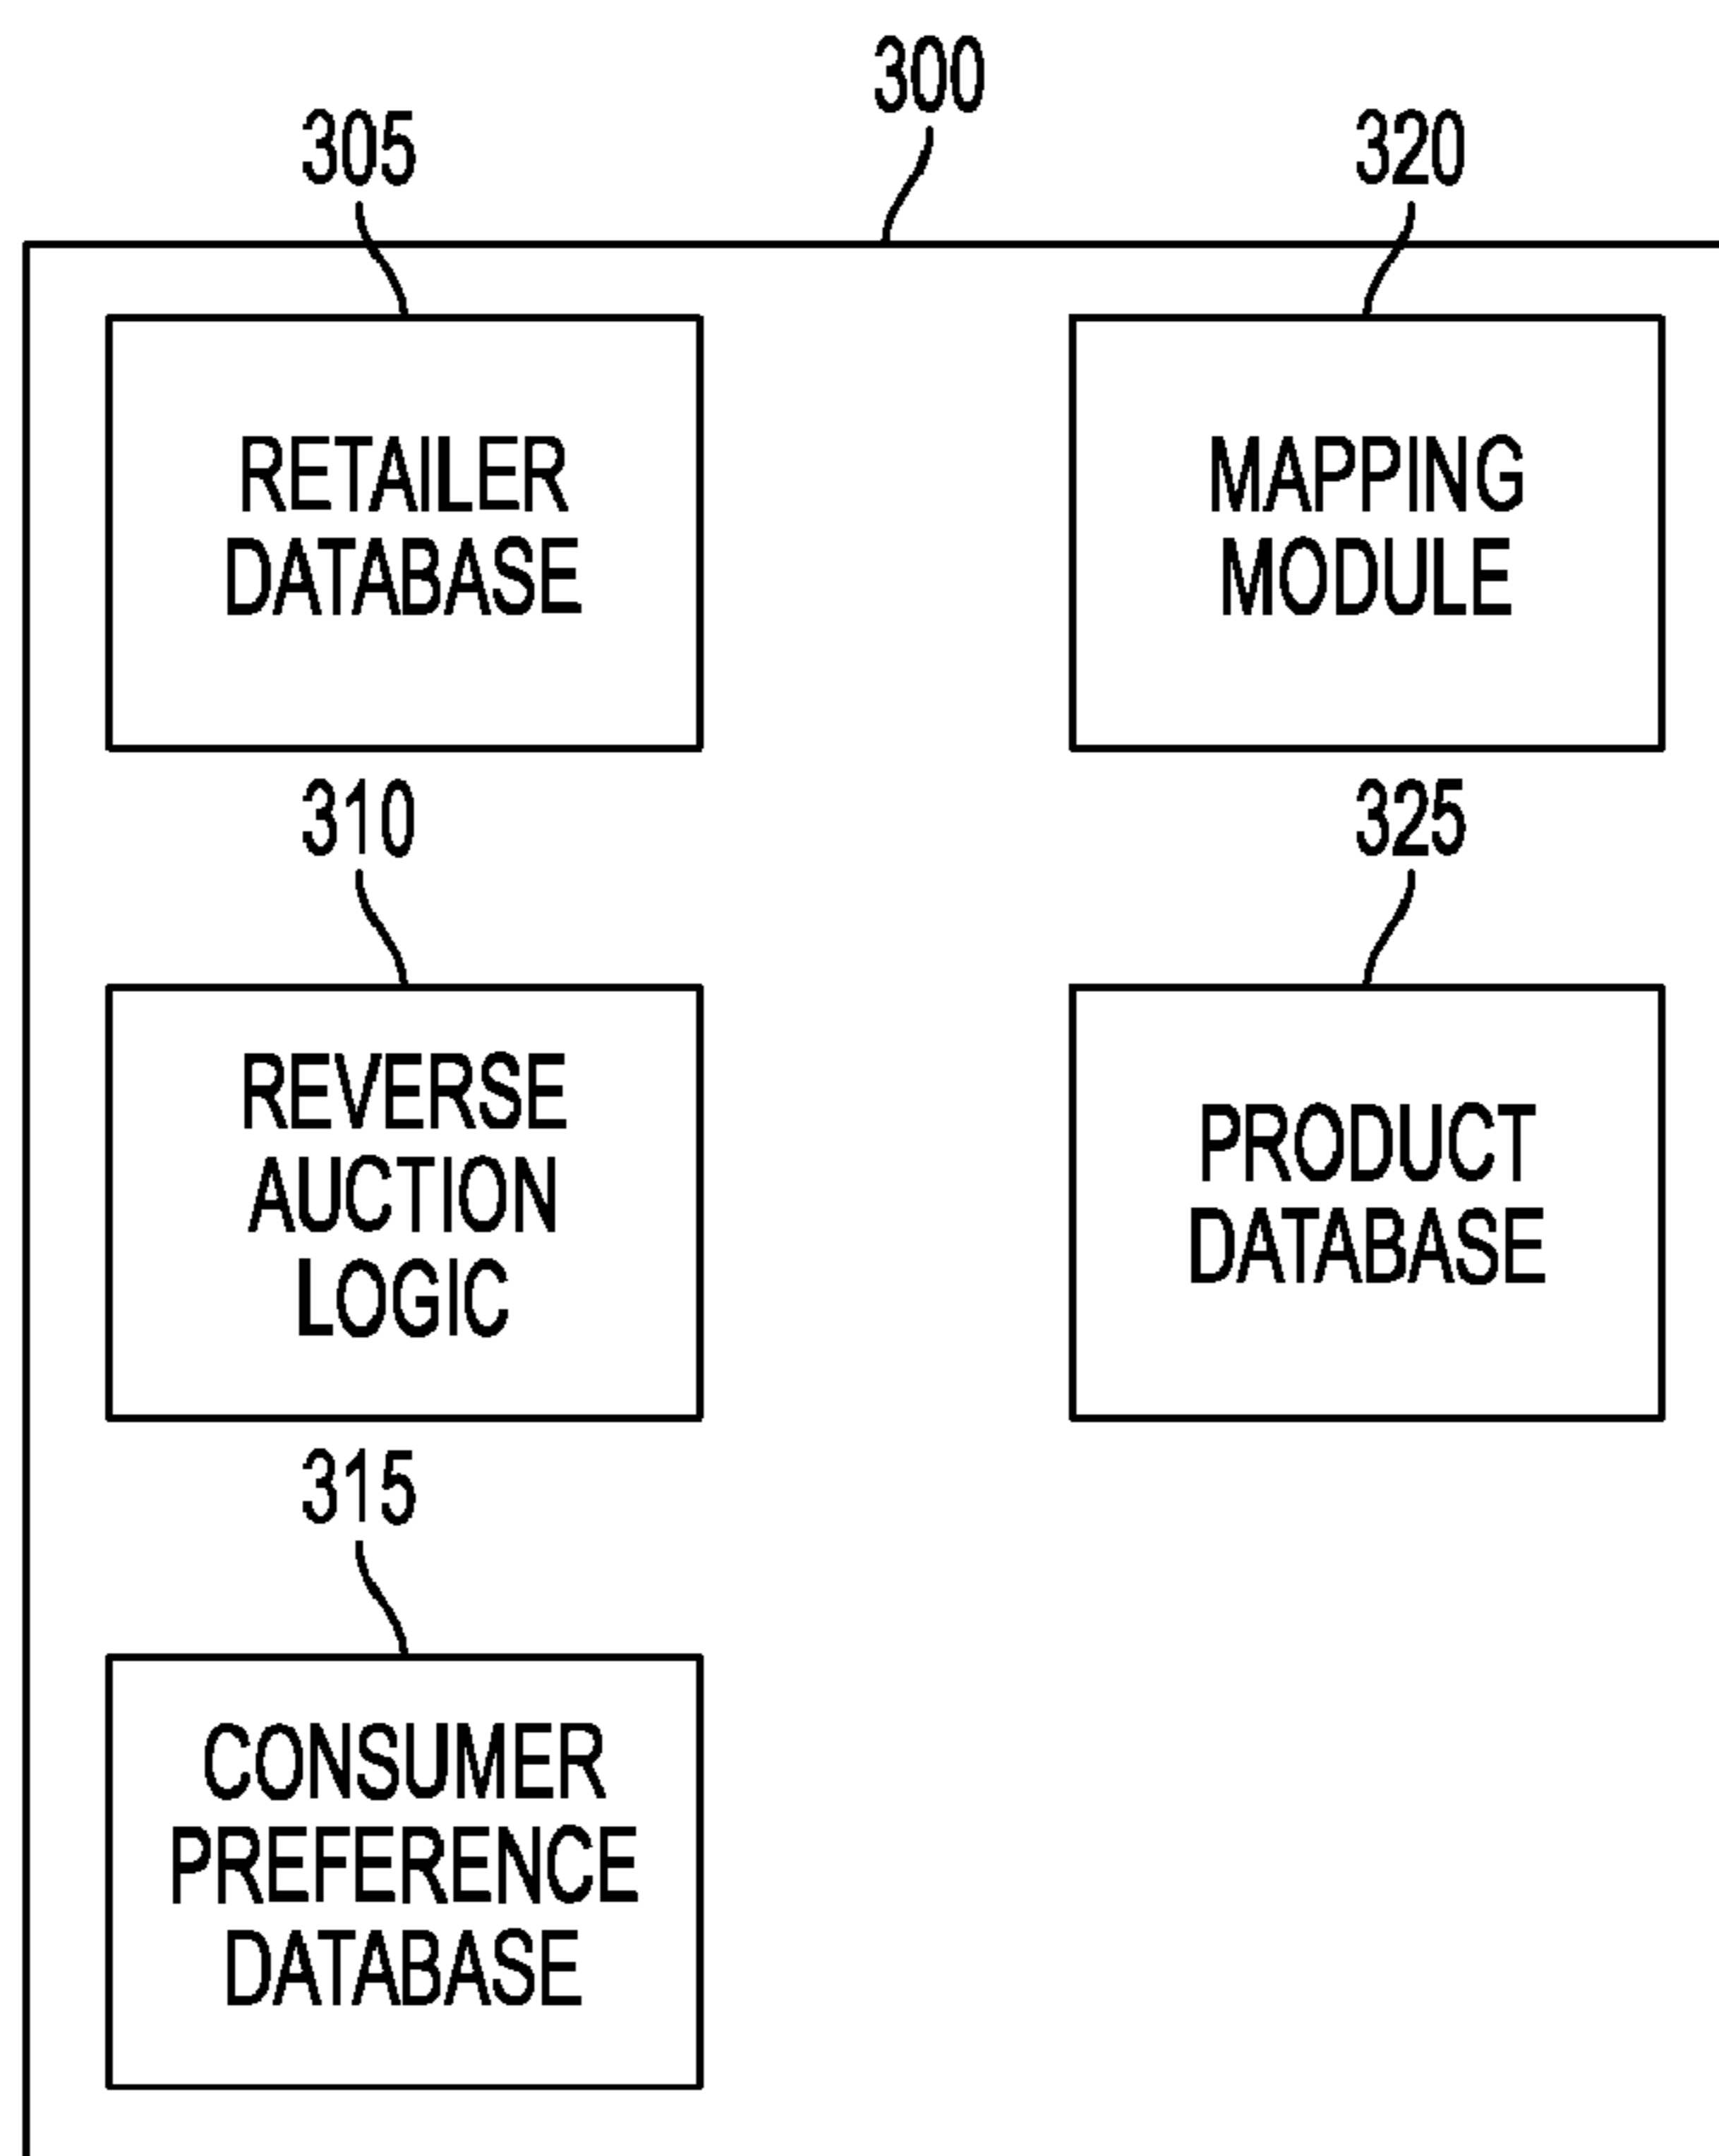 300
305
RETAILER
DATABASE
310
REVERSE
AUCTION
LOGIC
315
CONSUMER
PREFERENCE
DATABASE
320
MAPPING
MODULE
325
PRODUCT
DATABASE